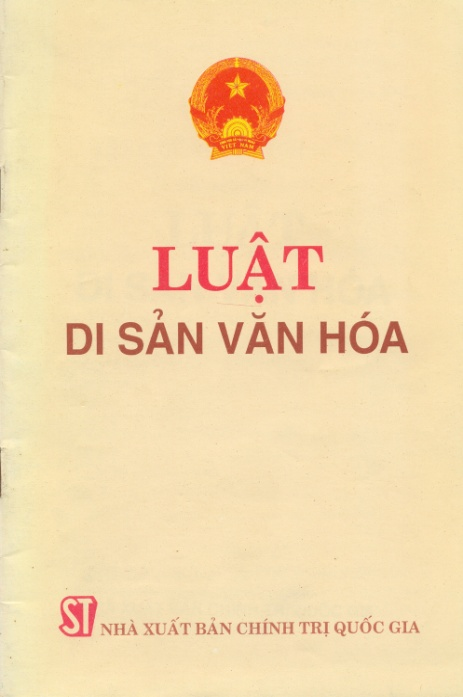 VIỆT NAM
LUẬT
DI SẢN VĂN HÓA
ST NHÀ XUẤT BẢN CHÍNH TRỊ QUỐC GIA